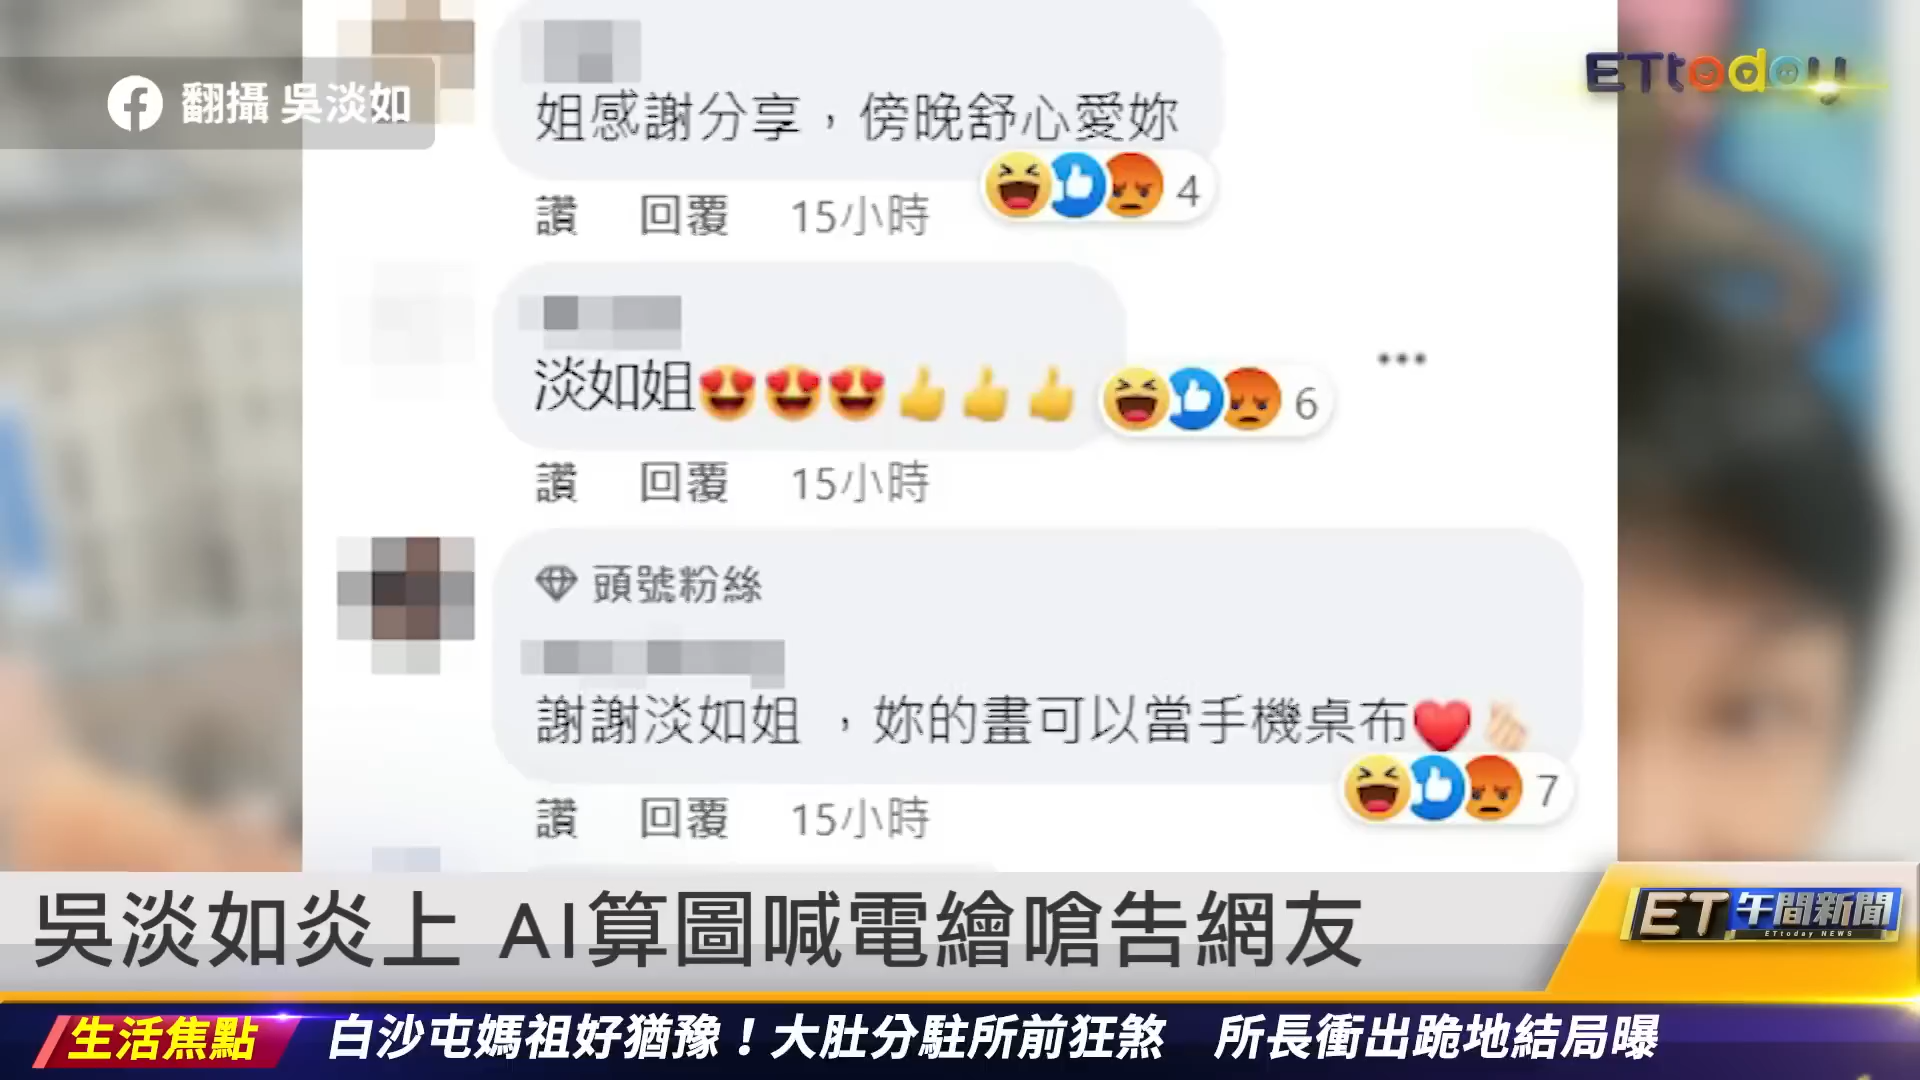 翻攝 吳淡如
ETtoday
姐感謝分享，傍晚舒心愛妳
4
讚 回覆 15小時
淡如姐😍😍😍👍👍👍
6
讚 回覆 15小時
頭號粉絲
謝謝淡如姐 ，妳的畫可以當手機桌布❤️👌🏻
7
讚 回覆 15小時
吳淡如炎上 AI算圖喊電繪嗆告網友
ET午間新聞
ETtoday NEWS
生活焦點 白沙屯媽祖好猶豫！大肚分駐所前狂煞 所長衝出跪地結局曝